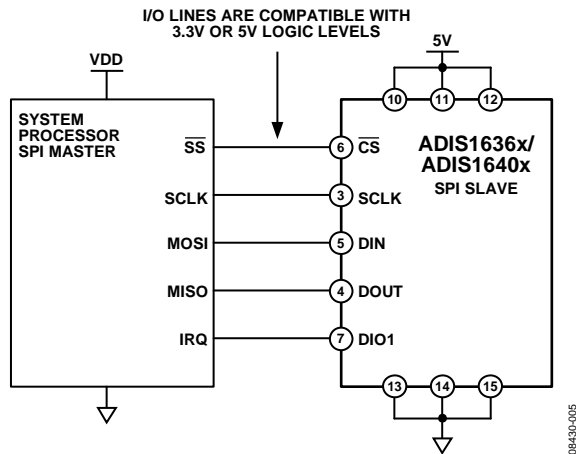 I/O LINES ARE COMPATIBLE WITH
3.3V OR 5V LOGIC LEVELS
VDD
5V
10 11 12
SYSTEM
PROCESSOR
SPI MASTER
ADIS1636x/
ADIS1640x
SPI SLAVE
SS 6 CS
SCLK 3 SCLK
MOSI 5 DIN
MISO 4 DOUT
IRQ 7 DIO1
13 14 15
08430-005